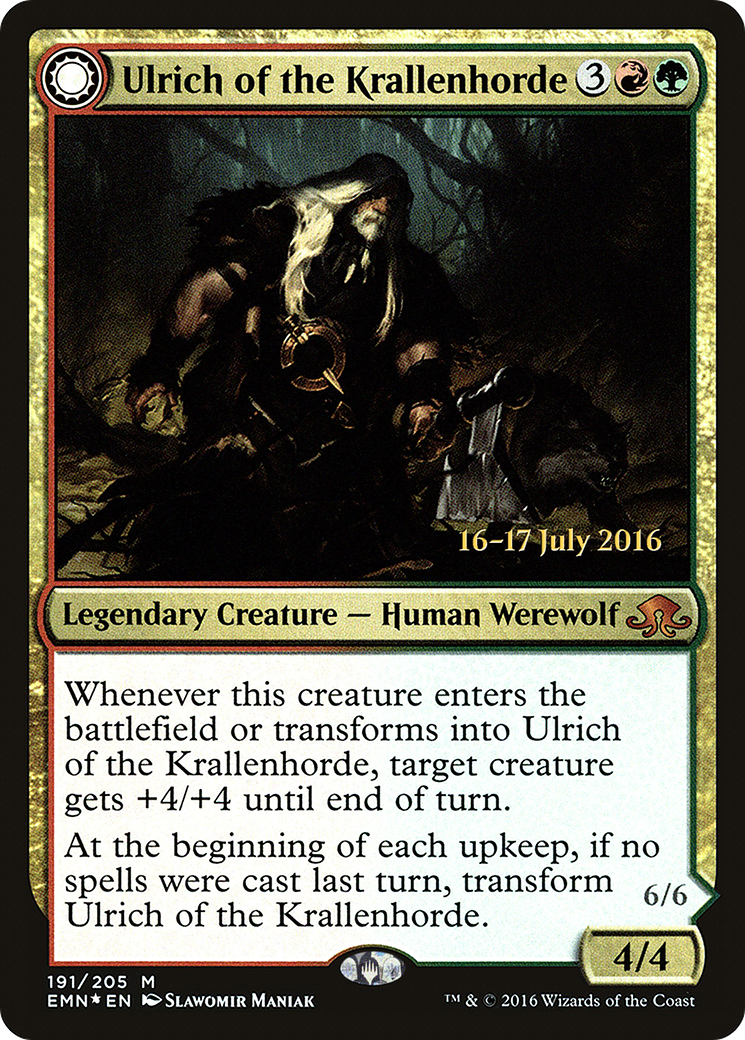 Ulrich of the Krallenhorde 3
16–17 July 2016
Legendary Creature — Human Werewolf
Whenever this creature enters the
battlefield or transforms into Ulrich
of the Krallenhorde, target creature
gets +4/+4 until end of turn.
At the beginning of each upkeep, if no
spells were cast last turn, transform
Ulrich of the Krallenhorde.
6/6
4/4
191/205 M
EMN★EN Slawomir Maniak
™ & © 2016 Wizards of the Coast